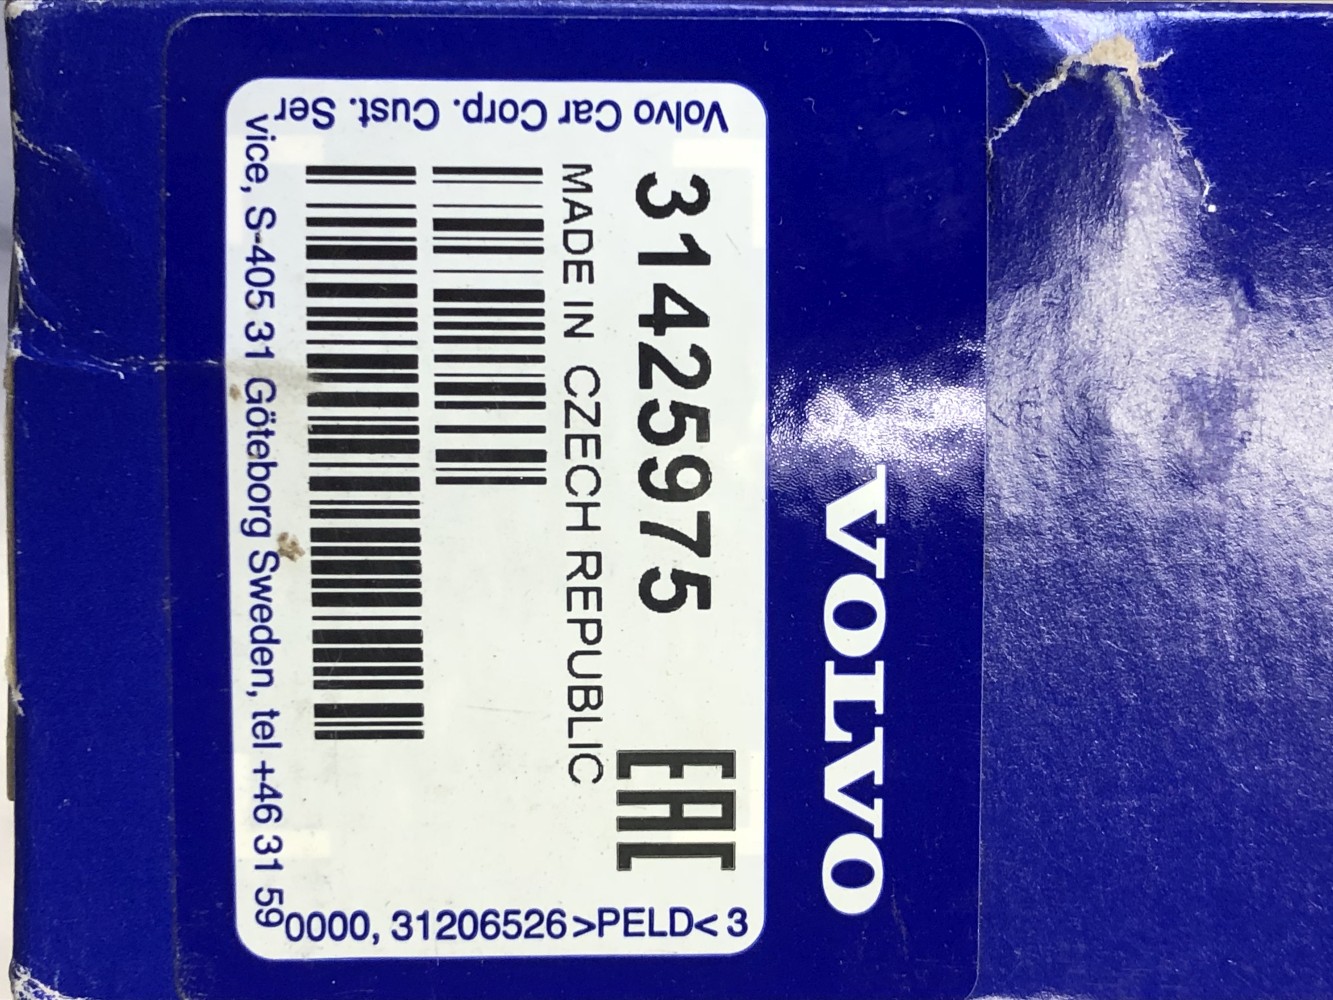 VOLVO
31425975
EAC
MADE IN CZECH REPUBLIC
Volvo Car Corp. Cust. Ser
vice, S-405 31 Göteborg Sweden, tel +46 31 59
0000, 31206526 >PELD< 3